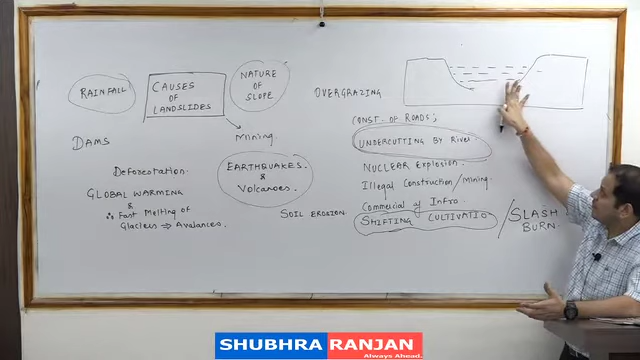 RAINFALL
CAUSES
OF
LANDSLIDES
NATURE
OF
SLOPE
OVERGRAZING
DAMS
Mining
Deforestation
EARTHQUAKES
&
Volcanoes.
GLOBAL WARMING
&
∴ Fast Melting of
Glaciers ⇒ Avalances.
SOIL EROSION
CONST- OF ROADS;
UNDERCUTTING BY River
NUCLEAR Explosion.
Illegal Construction/Mining
Commercial of Infra.
SHIFTING CULTIVATIO
/ SLASH
BURN.
SHUBHRA RANJAN
Always Ahead.